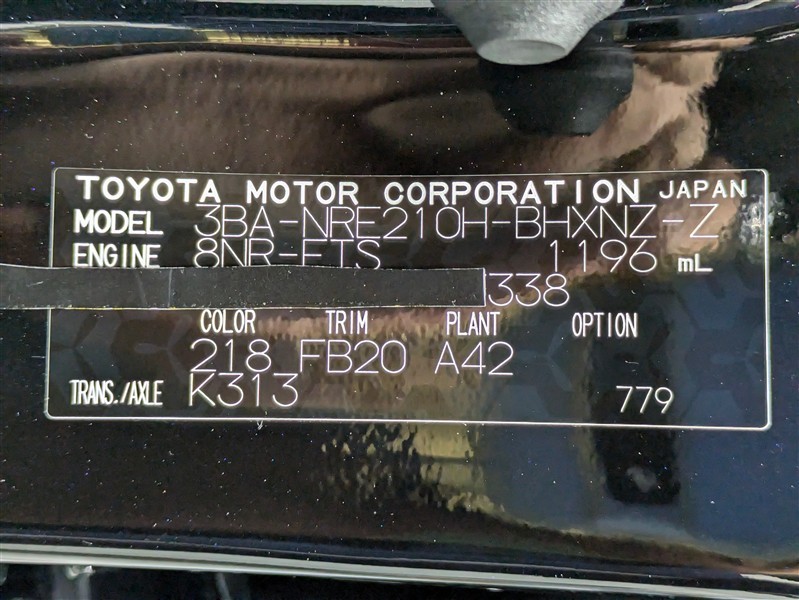 TOYOTA MOTOR CORPORATION JAPAN
MODEL 3BA-NRE210H-BHXNZ-Z
ENGINE 8NR-FTS 1196 mL
338
COLOR TRIM PLANT OPTION
218 FB20 A42
TRANS./AXLE K313 779